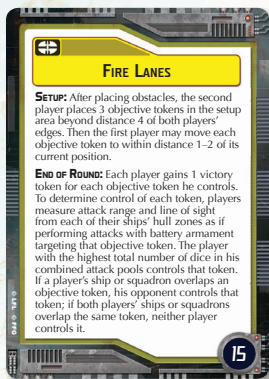 FIRE LANES
SETUP: After placing obstacles, the second
player places 3 objective tokens in the setup
area beyond distance 4 of both players'
edges. Then the first player may move each
objective token to within distance 1–2 of its
current position.
END OF ROUND: Each player gains 1 victory
token for each objective token he controls.
To determine control of each token, players
measure attack range and line of sight
from each of their ships' hull zones as if
performing attacks with battery armament
targeting that objective token. The player
with the highest total number of dice in his
combined attack pools controls that token.
If a player's ship or squadron overlaps an
objective token, his opponent controls that
token; if both players' ships or squadrons
overlap the same token, neither player
controls it.
© LFL © FFG
15